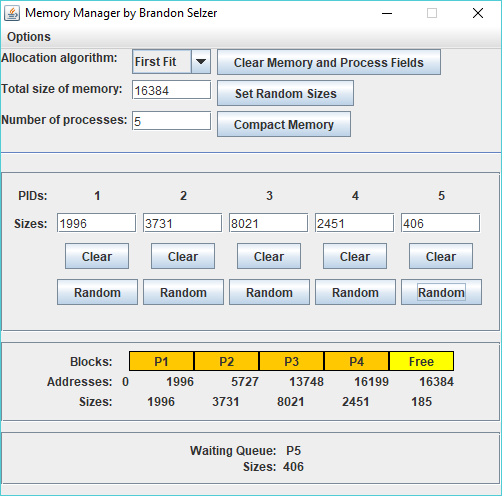 Memory Manager by Brandon Selzer
Options
Allocation algorithm: First Fit Clear Memory and Process Fields
Total size of memory: 16384 Set Random Sizes
Number of processes: 5 Compact Memory
PIDs: 1 2 3 4 5
Sizes: 1996 3731 8021 2451 406
Clear Clear Clear Clear Clear
Random Random Random Random Random
Blocks: P1 P2 P3 P4 Free
Addresses: 0 1996 5727 13748 16199 16384
Sizes: 1996 3731 8021 2451 185
Waiting Queue: P5
Sizes: 406